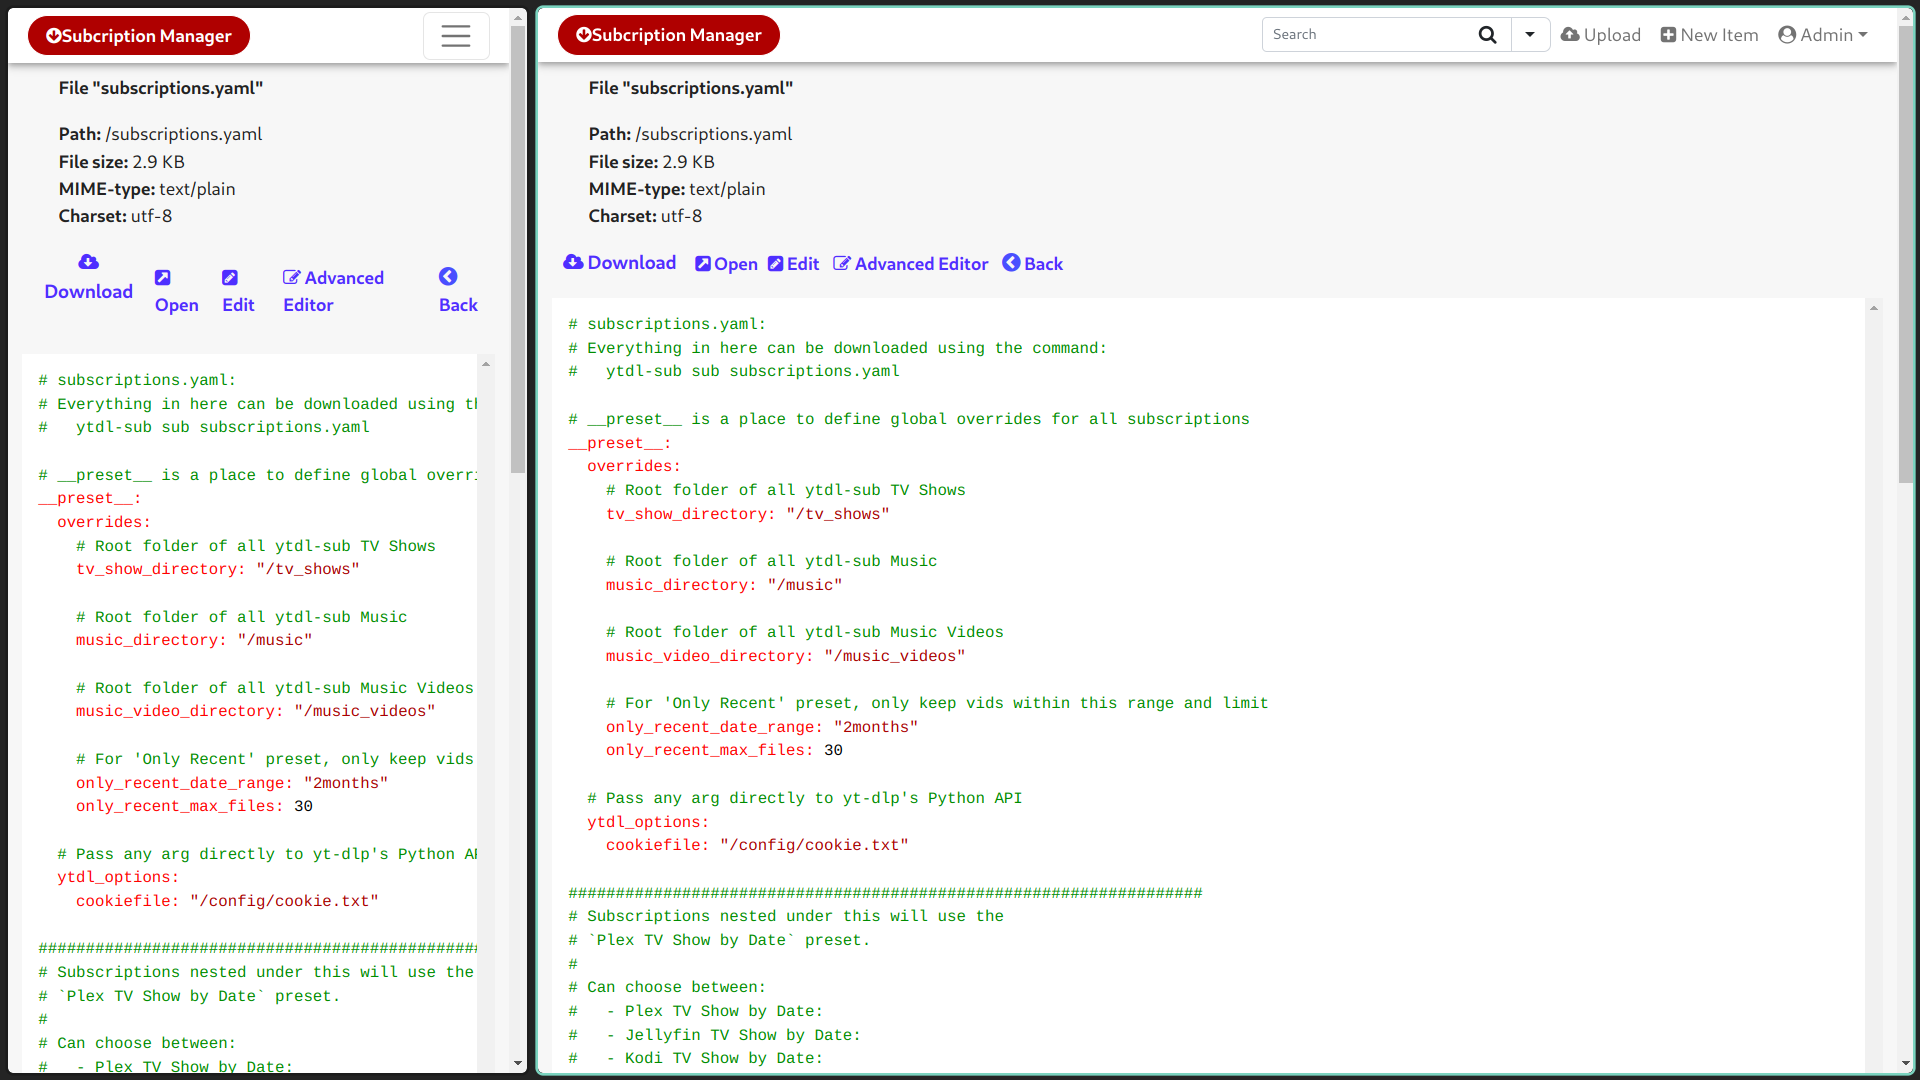 Subcription Manager
File "subscriptions.yaml"
Path: /subscriptions.yaml
File size: 2.9 KB
MIME-type: text/plain
Charset: utf-8
Download
Open
Edit
Advanced
Editor
Back
# subscriptions.yaml:
# Everything in here can be downloaded using th
#   ytdl-sub sub subscriptions.yaml
# __preset__ is a place to define global overri
__preset__:
  overrides:
    # Root folder of all ytdl-sub TV Shows
    tv_show_directory: "/tv_shows"
    # Root folder of all ytdl-sub Music
    music_directory: "/music"
    # Root folder of all ytdl-sub Music Videos
    music_video_directory: "/music_videos"
    # For 'Only Recent' preset, only keep vids
    only_recent_date_range: "2months"
    only_recent_max_files: 30
  # Pass any arg directly to yt-dlp's Python AP
  ytdl_options:
    cookiefile: "/config/cookie.txt"
###############################################
# Subscriptions nested under this will use the
# `Plex TV Show by Date` preset.
#
# Can choose between:
#   - Plex TV Show by Date:
Subcription Manager
Search
Upload
New Item
Admin
File "subscriptions.yaml"
Path: /subscriptions.yaml
File size: 2.9 KB
MIME-type: text/plain
Charset: utf-8
Download Open Edit Advanced Editor Back
# subscriptions.yaml:
# Everything in here can be downloaded using the command:
#   ytdl-sub sub subscriptions.yaml
# __preset__ is a place to define global overrides for all subscriptions
__preset__:
  overrides:
    # Root folder of all ytdl-sub TV Shows
    tv_show_directory: "/tv_shows"
    # Root folder of all ytdl-sub Music
    music_directory: "/music"
    # Root folder of all ytdl-sub Music Videos
    music_video_directory: "/music_videos"
    # For 'Only Recent' preset, only keep vids within this range and limit
    only_recent_date_range: "2months"
    only_recent_max_files: 30
  # Pass any arg directly to yt-dlp's Python API
  ytdl_options:
    cookiefile: "/config/cookie.txt"
###################################################################
# Subscriptions nested under this will use the
# `Plex TV Show by Date` preset.
#
# Can choose between:
#   - Plex TV Show by Date:
#   - Jellyfin TV Show by Date:
#   - Kodi TV Show by Date: